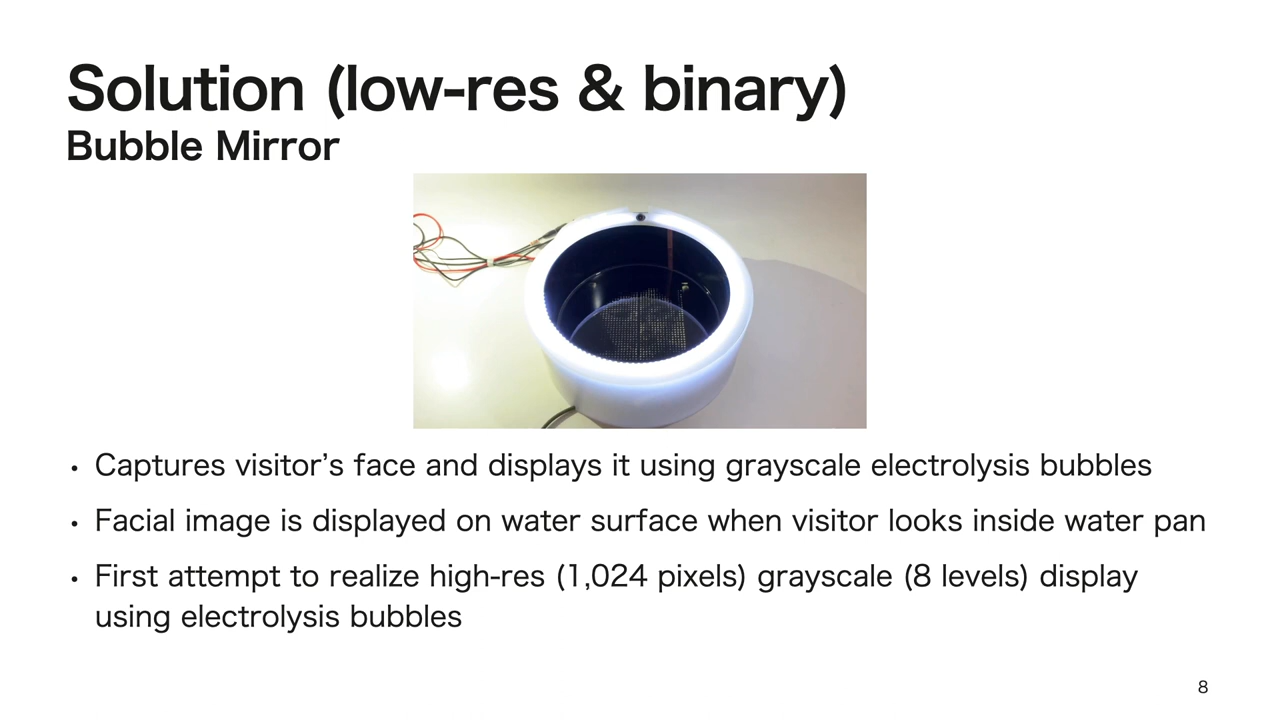 Solution (low-res & binary)
Bubble Mirror
• Captures visitor’s face and displays it using grayscale electrolysis bubbles
• Facial image is displayed on water surface when visitor looks inside water pan
• First attempt to realize high-res (1,024 pixels) grayscale (8 levels) display
using electrolysis bubbles
8